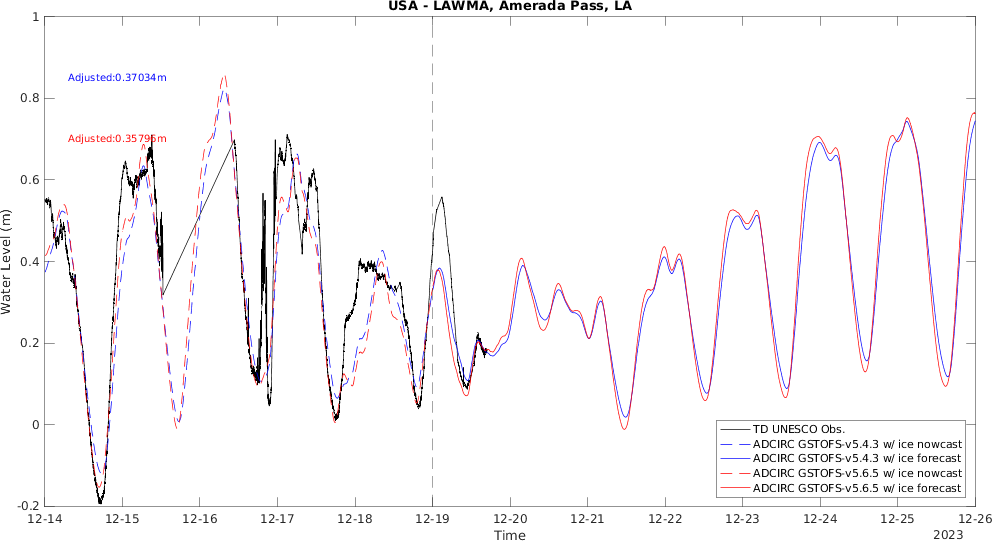 USA - LAWMA, Amerada Pass, LA
1
0.8
0.6
0.4
0.2
0
-0.2
Water Level (m)
Adjusted:0.37034m
Adjusted:0.35795m
TD UNESCO Obs.
ADCIRC GSTOFS-v5.4.3 w/ ice nowcast
ADCIRC GSTOFS-v5.4.3 w/ ice forecast
ADCIRC GSTOFS-v5.6.5 w/ ice nowcast
ADCIRC GSTOFS-v5.6.5 w/ ice forecast
12-14 12-15 12-16 12-17 12-18 12-19 12-20 12-21 12-22 12-23 12-24 12-25 12-26
Time
2023